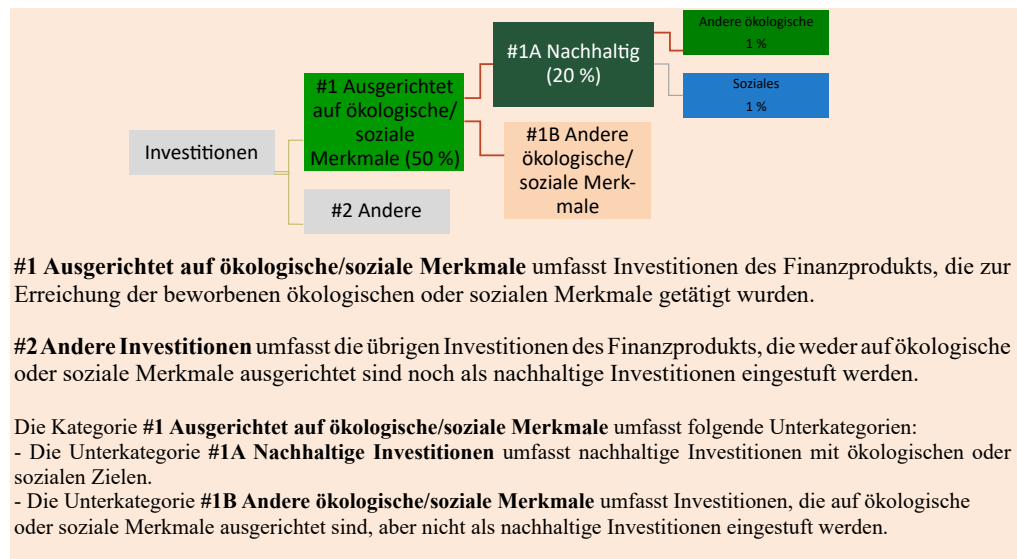 Investitionen
#1 Ausgerichtet
auf ökologische/
soziale
Merkmale (50 %)
#2 Andere
#1A Nachhaltig
(20 %)
#1B Andere
ökologische/
soziale Merk-
male
Andere ökologische
1 %
Soziales
1 %
#1 Ausgerichtet auf ökologische/soziale Merkmale umfasst Investitionen des Finanzprodukts, die zur
Erreichung der beworbenen ökologischen oder sozialen Merkmale getätigt wurden.
#2 Andere Investitionen umfasst die übrigen Investitionen des Finanzprodukts, die weder auf ökologische
oder soziale Merkmale ausgerichtet sind noch als nachhaltige Investitionen eingestuft werden.
Die Kategorie #1 Ausgerichtet auf ökologische/soziale Merkmale umfasst folgende Unterkategorien:
- Die Unterkategorie #1A Nachhaltige Investitionen umfasst nachhaltige Investitionen mit ökologischen oder
sozialen Zielen.
- Die Unterkategorie #1B Andere ökologische/soziale Merkmale umfasst Investitionen, die auf ökologische
oder soziale Merkmale ausgerichtet sind, aber nicht als nachhaltige Investitionen eingestuft werden.